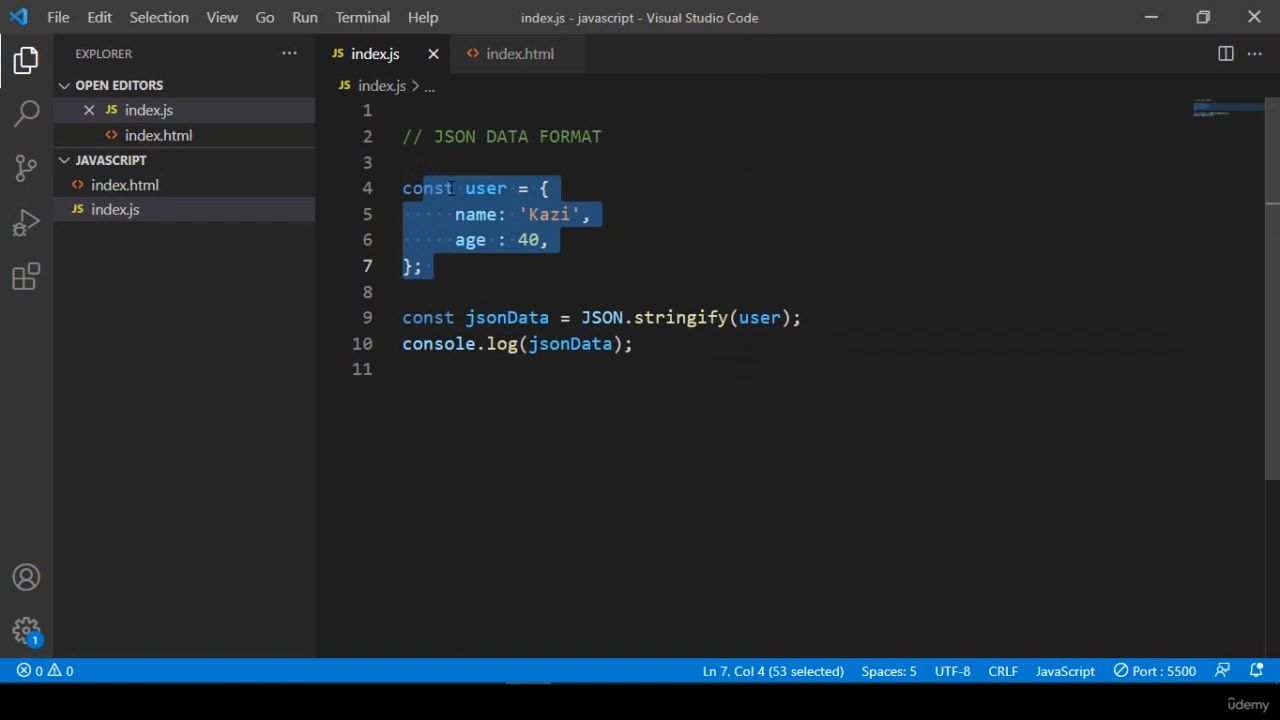 File Edit Selection View Go Run Terminal Help index.js - javascript - Visual Studio Code
EXPLORER ···
JS index.js
<> index.html
OPEN EDITORS
JS index.js ...
JS index.js
<> index.html
JAVASCRIPT
<> index.html
JS index.js
1
2 // JSON DATA FORMAT
3
4 const user = {
5 name: 'Kazi',
6 age : 40,
7 };
8
9 const jsonData = JSON.stringify(user);
10 console.log(jsonData);
11
1
0 0 Ln 7, Col 4 (53 selected) Spaces: 5 UTF-8 CRLF JavaScript Port : 5500
ûdemy